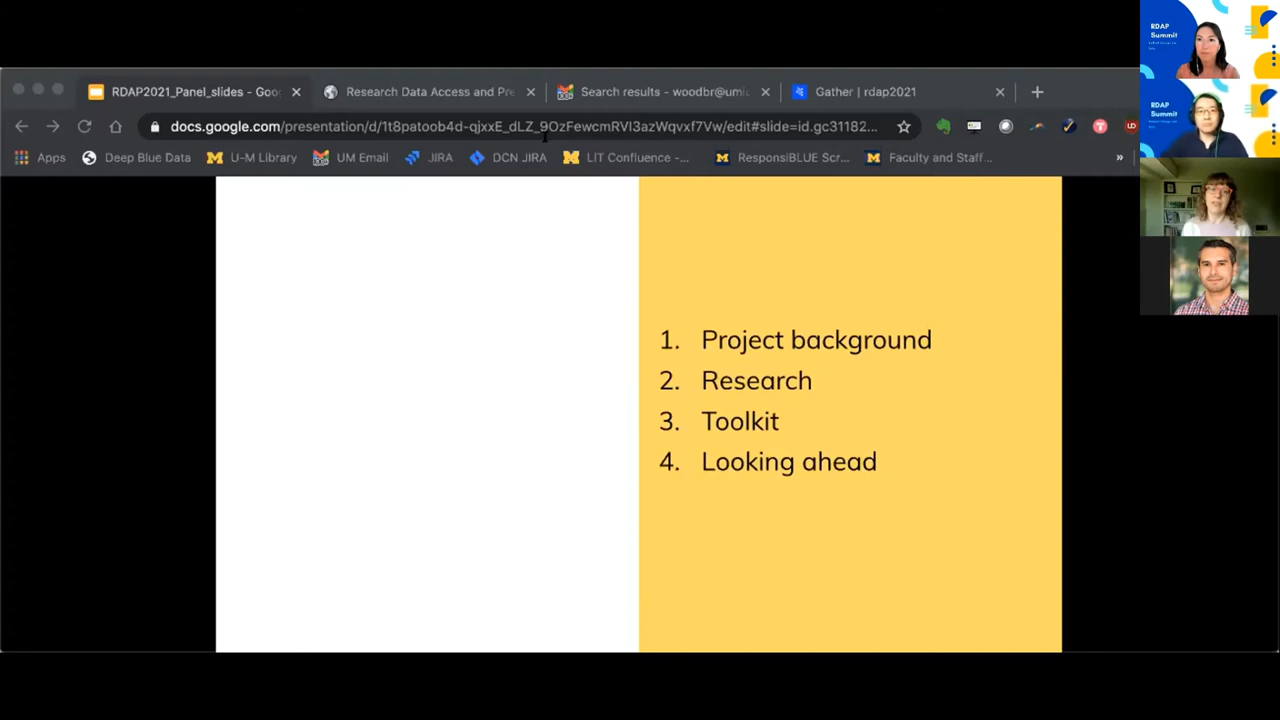 RDAP2021_Panel_slides - Goo
Research Data Access and Pre
Search results - woodbr@umi
Gather | rdap2021
docs.google.com/presentation/d/1t8patoob4d-qjxxE_dLZ_9OzFewcmRVI3azWqvxf7Vw/edit#slide=id.gc31182...
Apps
Deep Blue Data
U-M Library
UM Email
JIRA
DCN JIRA
LIT Confluence -...
ResponsiBLUE Scr...
Faculty and Staff...
»
1. Project background
2. Research
3. Toolkit
4. Looking ahead
RDAP
Summit
RDAP
Summit